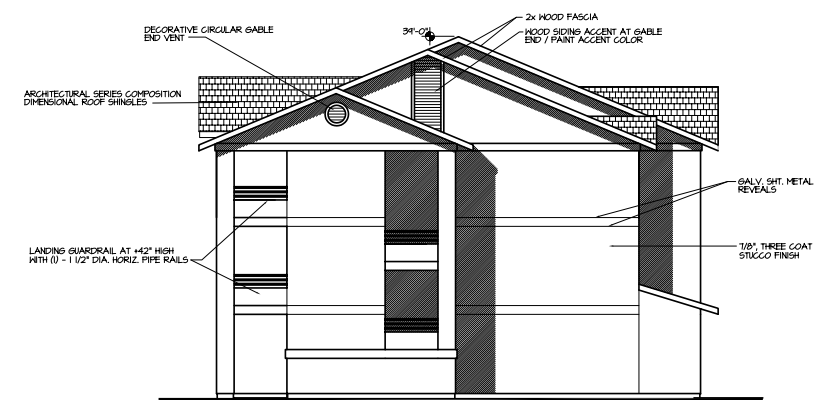 DECORATIVE CIRCULAR GABLE
END VENT
39'-0"
2x WOOD FASCIA
WOOD SIDING ACCENT AT GABLE
END / PAINT ACCENT COLOR
ARCHITECTURAL SERIES COMPOSITION
DIMENSIONAL ROOF SHINGLES
GALV. SHT. METAL
REVEALS
LANDING GUARDRAIL AT +42" HIGH
WITH (1) - 1 1/2" DIA. HORIZ. PIPE RAILS
7/8", THREE COAT
STUCCO FINISH